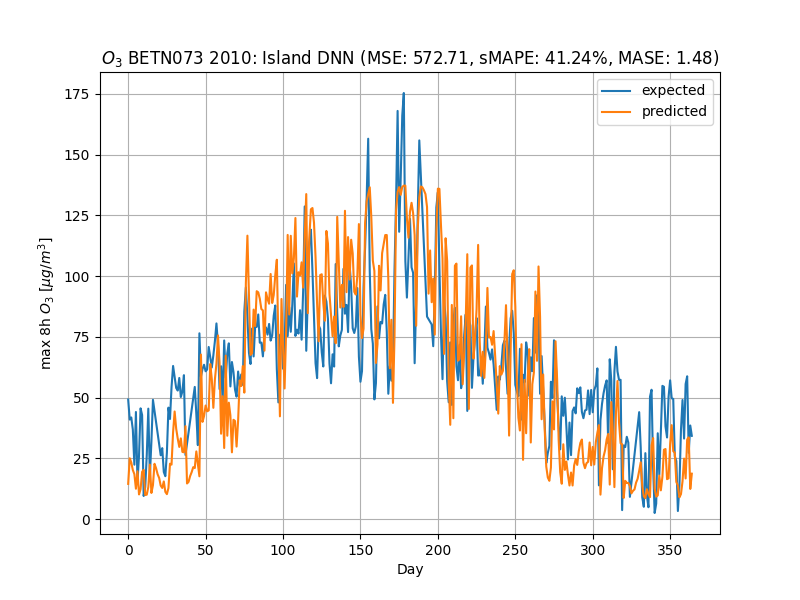 O3 BETN073 2010: Island DNN (MSE: 572.71, sMAPE: 41.24%, MASE: 1.48)
expected
predicted
max 8h O3 [μg/m3]
175
150
125
100
75
50
25
0
0 50 100 150 200 250 300 350
Day